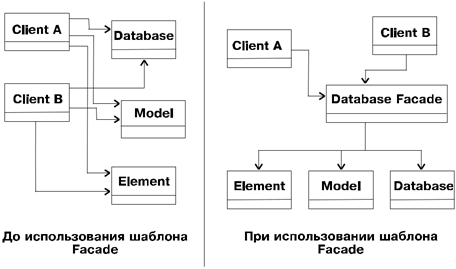 Client A
Database
Client B
Model
Element
До использования шаблона
Facade
Client B
Client A
Database Facade
Element
Model
Database
При использовании шаблона
Facade